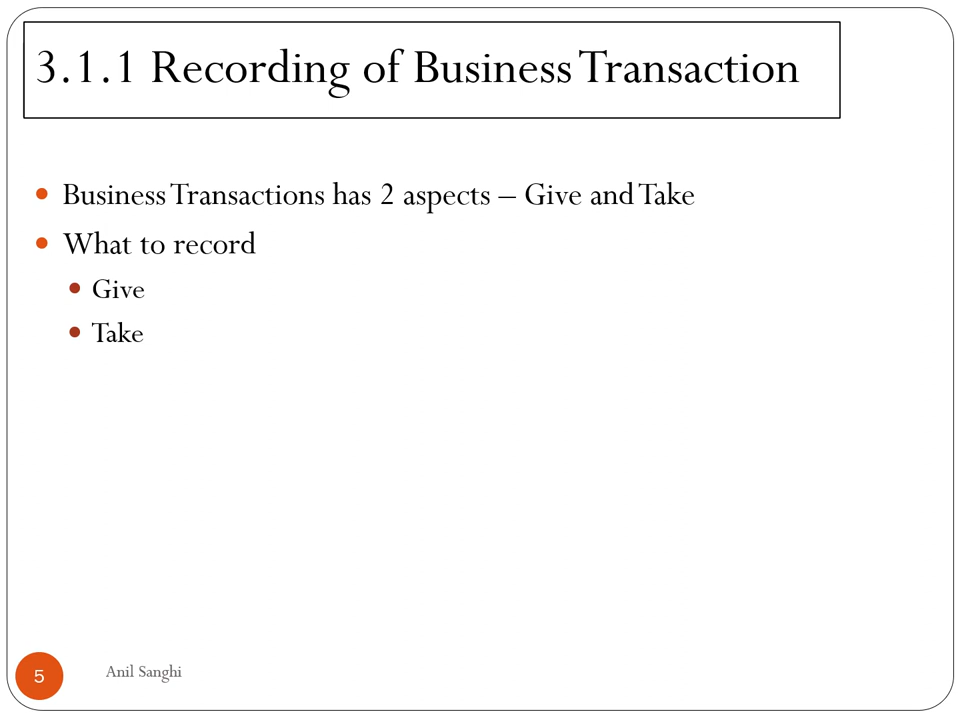 3.1.1 Recording of Business Transaction
Business Transactions has 2 aspects – Give and Take
What to record
Give
Take
5
Anil Sanghi